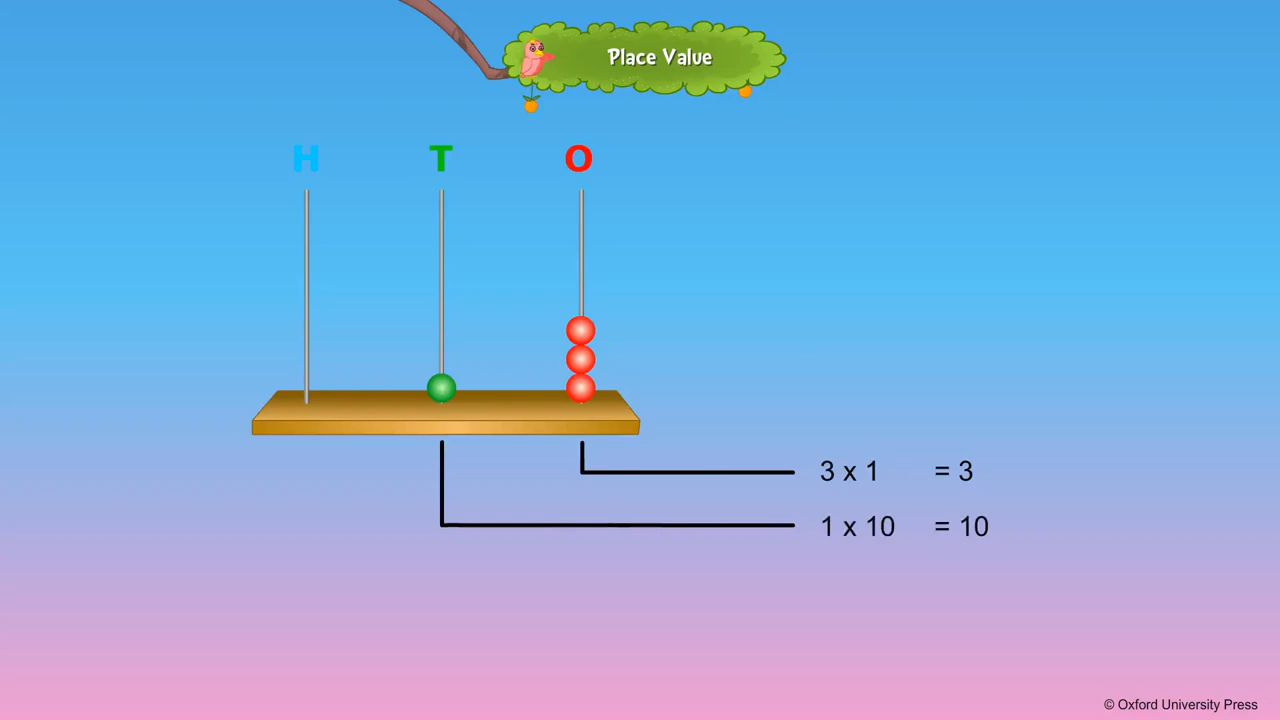 Place Value
H T O
3 x 1 = 3
1 x 10 = 10
© Oxford University Press